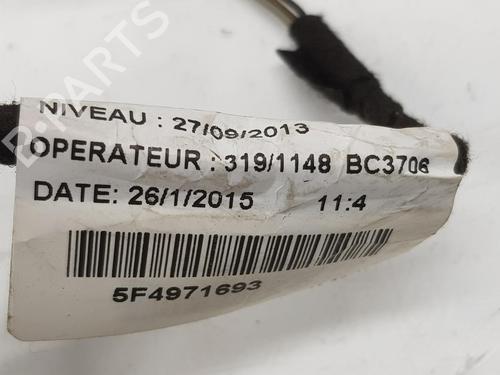 NIVEAU : 27/09/2013
OPERATEUR : 319/1148 BC3706
DATE: 26/1/2015 11:4
5F4971693
B-PARTS